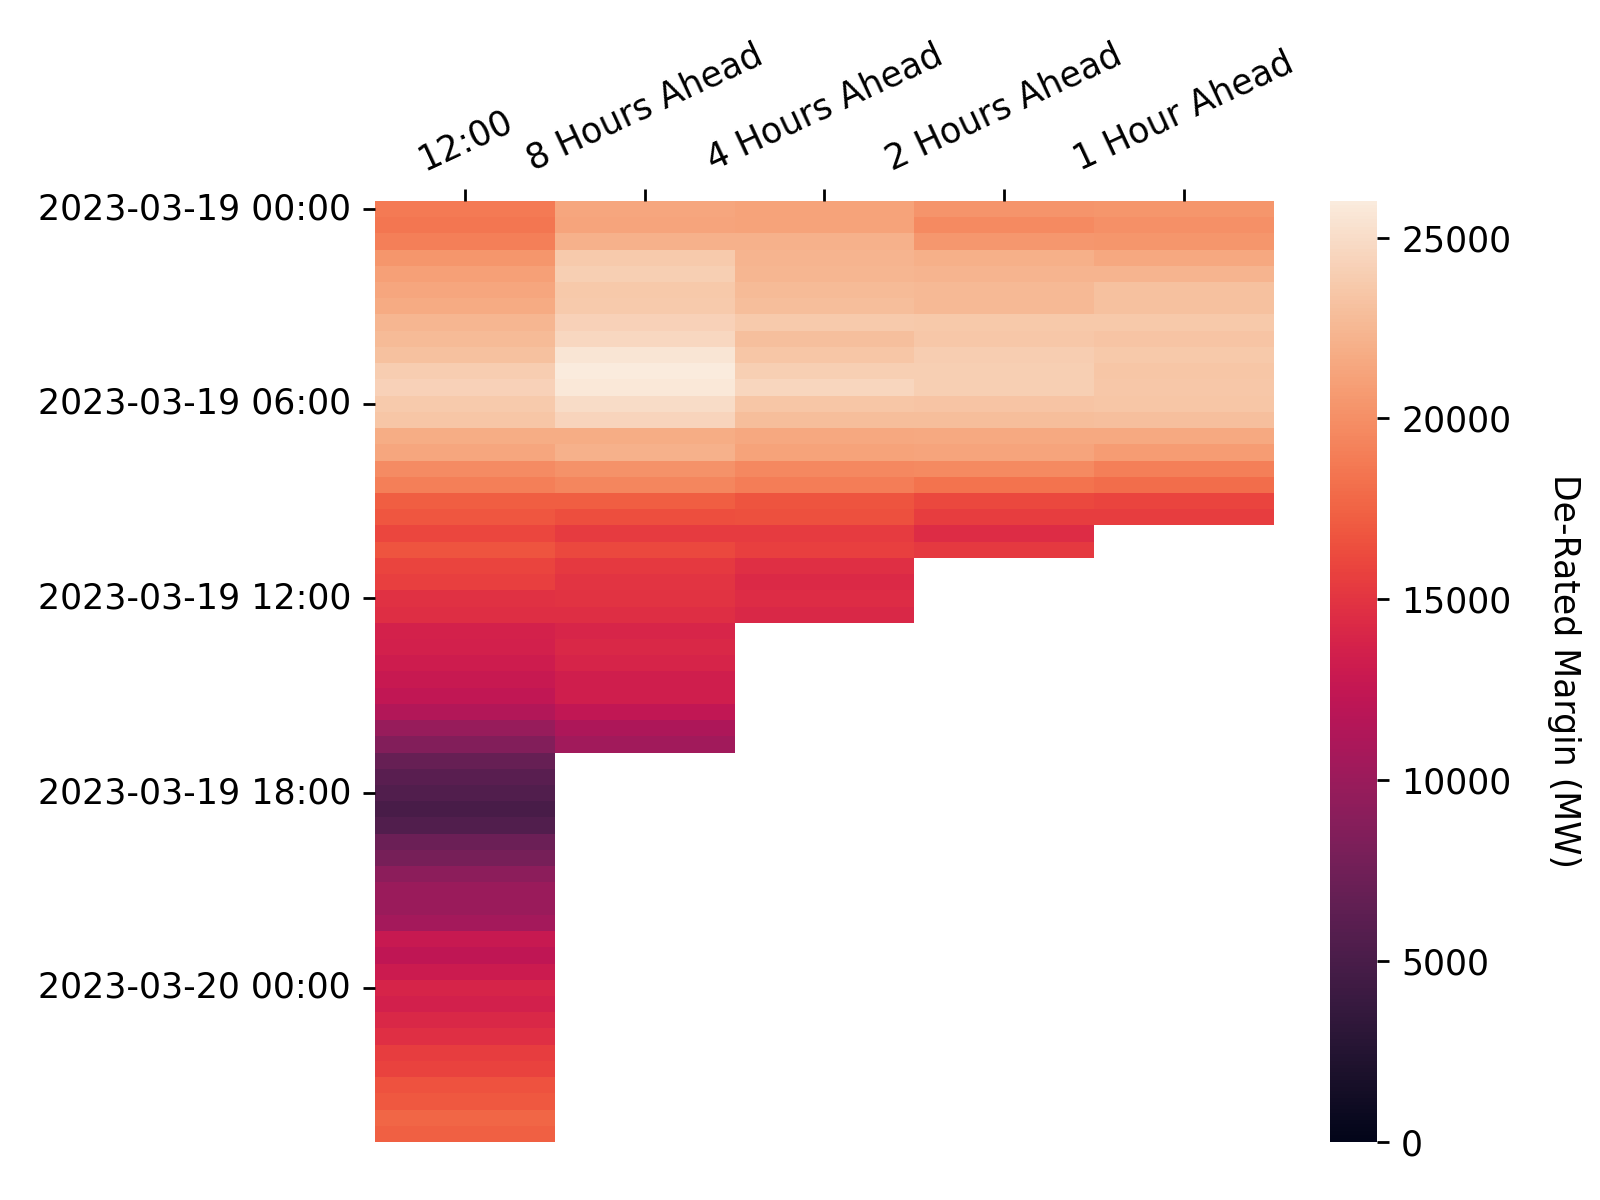 12:00
8 Hours Ahead
4 Hours Ahead
2 Hours Ahead
1 Hour Ahead
2023-03-19 00:00
2023-03-19 06:00
2023-03-19 12:00
2023-03-19 18:00
2023-03-20 00:00
25000
20000
15000
10000
5000
0
De-Rated Margin (MW)